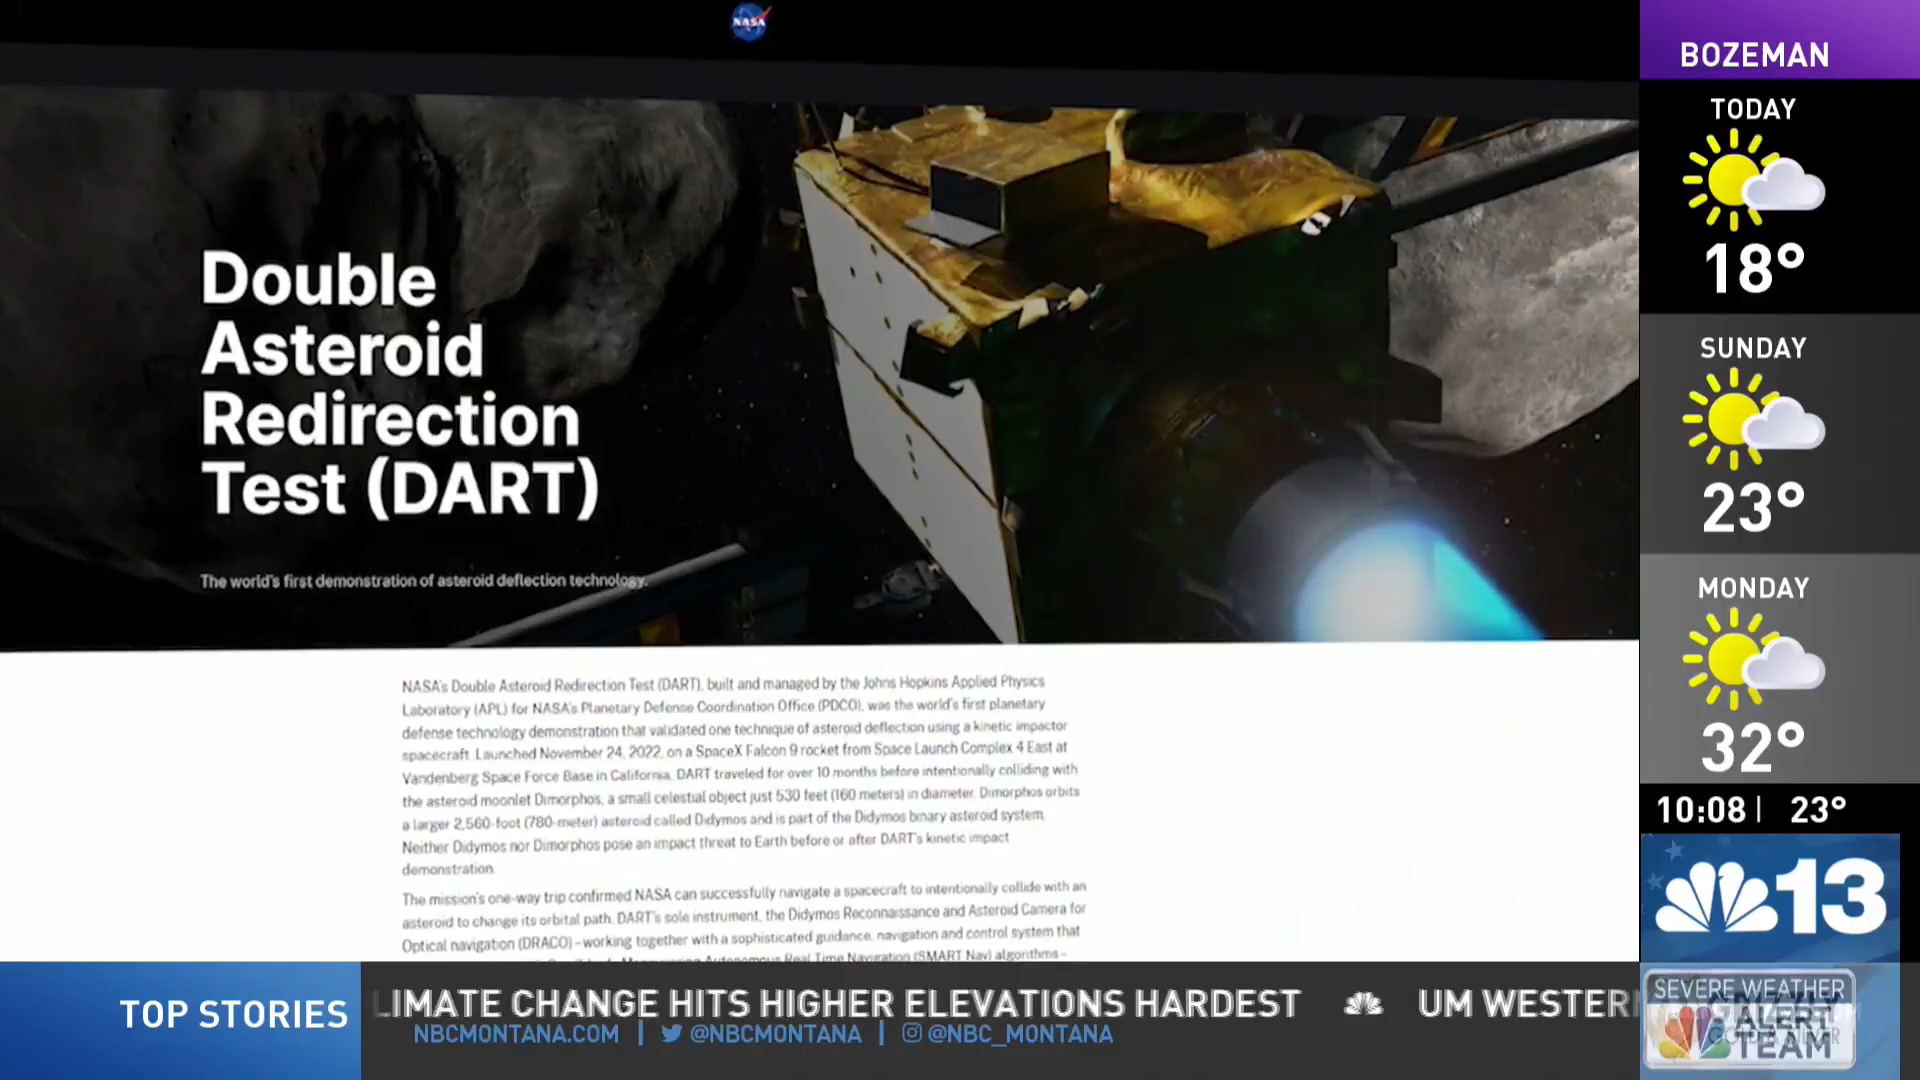 NASA
Double
Asteroid
Redirection
Test (DART)
The world's first demonstration of asteroid deflection technology.
NASA's Double Asteroid Redirection Test (DART), built and managed by the Johns Hopkins Applied Physics
Laboratory (APL) for NASA's Planetary Defense Coordination Office (PDCO), was the world's first planetary
defense technology demonstration that validated one technique of asteroid deflection using a kinetic impactor
spacecraft. Launched November 24, 2022, on a SpaceX Falcon 9 rocket from Space Launch Complex 4 East at
Vandenberg Space Force Base in California, DART traveled for over 10 months before intentionally colliding with
the asteroid moonlet Dimorphos, a small celestial object just 530 feet (160 meters) in diameter. Dimorphos orbits
a larger 2,560-foot (780-meter) asteroid called Didymos and is part of the Didymos binary asteroid system.
Neither Didymos nor Dimorphos pose an impact threat to Earth before or after DART's kinetic impact
demonstration.
The mission's one-way trip confirmed NASA can successfully navigate a spacecraft to intentionally collide with an
asteroid to change its orbital path. DART's sole instrument, the Didymos Reconnaissance and Asteroid Camera for
Optical navigation (DRACO) – working together with a sophisticated guidance, navigation and control system that
Autonomous Real Time Navigation (SMART Nav) algorithms –
BOZEMAN
TODAY
18°
SUNDAY
23°
MONDAY
32°
10:08 | 23°
13
SEVERE WEATHER
ALERT
TEAM
TOP STORIES
LIMATE CHANGE HITS HIGHER ELEVATIONS HARDEST UM WESTERN
NBCMONTANA.COM | @NBCMONTANA | @NBC_MONTANA